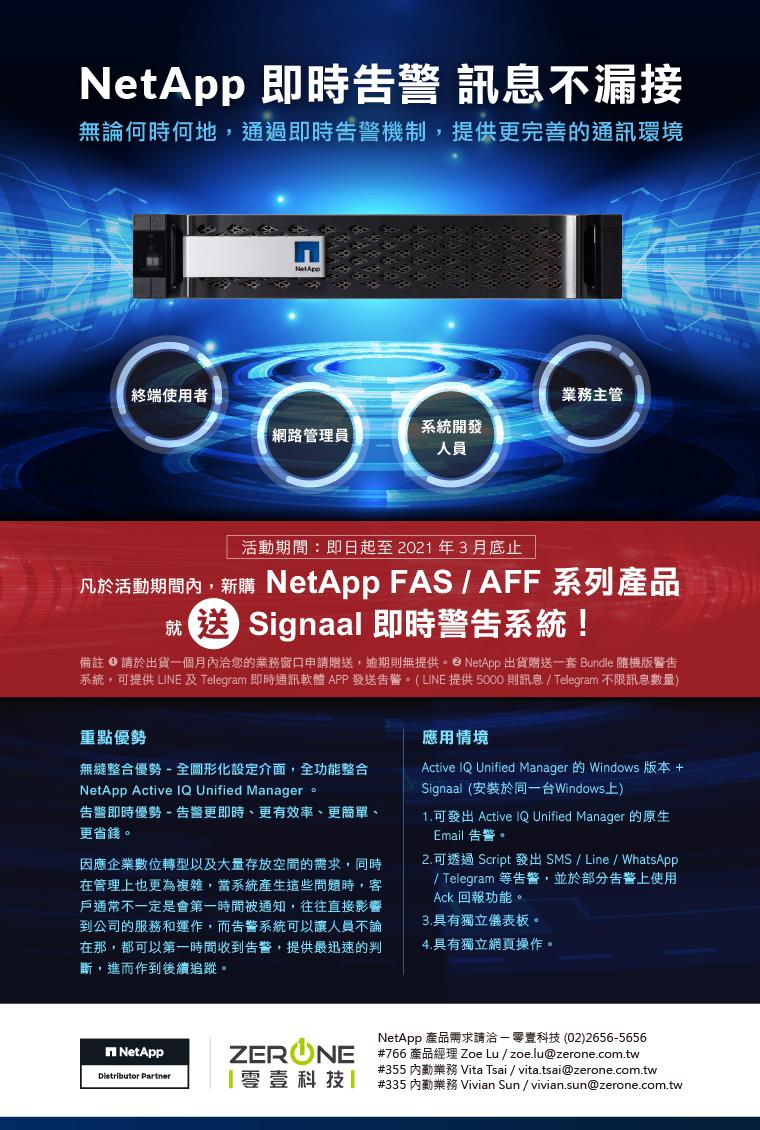 NetApp 即時告警 訊息不漏接
無論何時何地，通過即時告警機制，提供更完善的通訊環境
NetApp
終端使用者
網路管理員
系統開發
人員
業務主管
活動期間：即日起至 2021 年 3 月底止
凡於活動期間內，新購 NetApp FAS / AFF 系列產品
就 送 Signaal 即時警告系統！
備註 ❶ 請於出貨一個月內洽您的業務窗口申請贈送，逾期則無提供。❷ NetApp 出貨贈送一套 Bundle 隨機版警告
系統，可提供 LINE 及 Telegram 即時通訊軟體 APP 發送告警。( LINE 提供 5000 則訊息 / Telegram 不限訊息數量)
重點優勢
無縫整合優勢 - 全圖形化設定介面，全功能整合
NetApp Active IQ Unified Manager 。
告警即時優勢 - 告警更即時、更有效率、更簡單、
更省錢。
因應企業數位轉型以及大量存放空間的需求，同時
在管理上也更為複雜，當系統產生這些問題時，客
戶通常不一定是會第一時間被通知，往往直接影響
到公司的服務和運作，而告警系統可以讓人員不論
在那，都可以第一時間收到告警，提供最迅速的判
斷，進而作到後續追蹤。
應用情境
Active IQ Unified Manager 的 Windows 版本 +
Signaal (安裝於同一台Windows上)
1.可發出 Active IQ Unified Manager 的原生
Email 告警。
2.可透過 Script 發出 SMS / Line / WhatsApp
/ Telegram 等告警，並於部分告警上使用
Ack 回報功能。
3.具有獨立儀表板。
4.具有獨立網頁操作。
NetApp
Distributor Partner
ZERONE
零壹科技
NetApp 產品需求請洽 – 零壹科技 (02)2656-5656
#766 產品經理 Zoe Lu / zoe.lu@zerone.com.tw
#355 內勤業務 Vita Tsai / vita.tsai@zerone.com.tw
#335 內勤業務 Vivian Sun / vivian.sun@zerone.com.tw